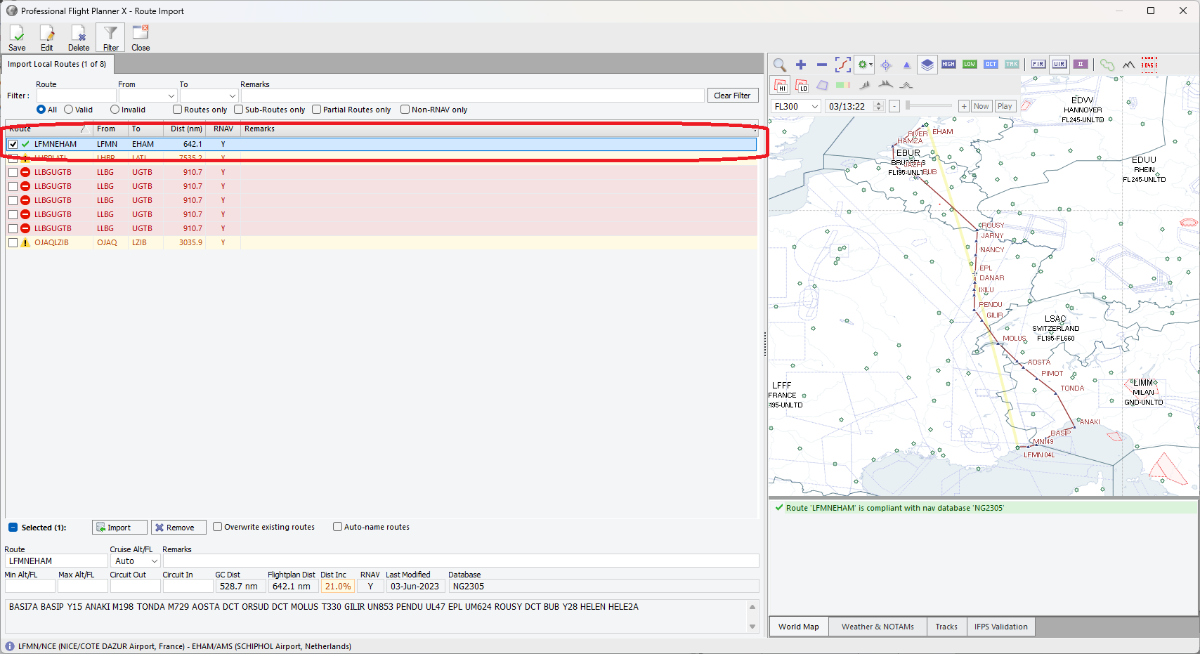 Professional Flight Planner X - Route Import
Save Edit Delete Filter Close
Import Local Routes (1 of 8)
Route From To Remarks
Filter :
Clear Filter
All Valid Invalid Routes only Sub-Routes only Partial Routes only Non-RNAV only
Route From To Dist (nm) RNAV Remarks
LFMNEHAM LFMN EHAM 642.1 Y
7535.2 Y
LLBGUGTB LLBG UGTB 910.7 Y
LLBGUGTB LLBG UGTB 910.7 Y
LLBGUGTB LLBG UGTB 910.7 Y
LLBGUGTB LLBG UGTB 910.7 Y
LLBGUGTB LLBG UGTB 910.7 Y
OJAQLZIB OJAQ LZIB 3035.9 Y
Selected (1):
Import
Remove
Overwrite existing routes
Auto-name routes
Route Cruise Alt/FL Remarks
LFMNEHAM Auto
Min Alt/FL Max Alt/FL Circuit Out Circuit In GC Dist Flightplan Dist Dist Inc RNAV Last Modified Database
528.7 nm 642.1 nm 21.0% Y 03-Jun-2023 NG2305
BASI7A BASIP Y15 ANAKI M198 TONDA M729 AOSTA DCT ORSUD DCT MOLUS T330 GILIR UN853 PENDU UL47 EPL UM624 ROUSY DCT BUB Y28 HELEN HELE2A
LFMN/NCE (NICE/COTE DAZUR Airport, France) - EHAM/AMS (SCHIPHOL Airport, Netherlands)
HIGH LOW OCT FIR UIR
HI LO
FL300 03/13:22 - + Now Play
EDVV
HANNOVER
FL245-UNLTD
RIVER EHAM
HAMZA
EBUR
BRUSSELS
FL195-UNLTD
BUB
EDUU
RHEIN
FL245-UNLTD
ROUSY
JARNY
NANCY
EPL
DANAR
IXILU
PENDU
GILIR
LSAC
SWITZERLAND
FL195-FL660
MOLUS
AOSTA
PIMOT
TONDA
LFFF
FRANCE
FL195-UNLTD
LIMM
MILAN
GND-UNLTD
ANAKI
BASIP
MN149
LFMN04L
Route 'LFMNEHAM' is compliant with nav database 'NG2305'
World Map Weather & NOTAMs Tracks IFPS Validation